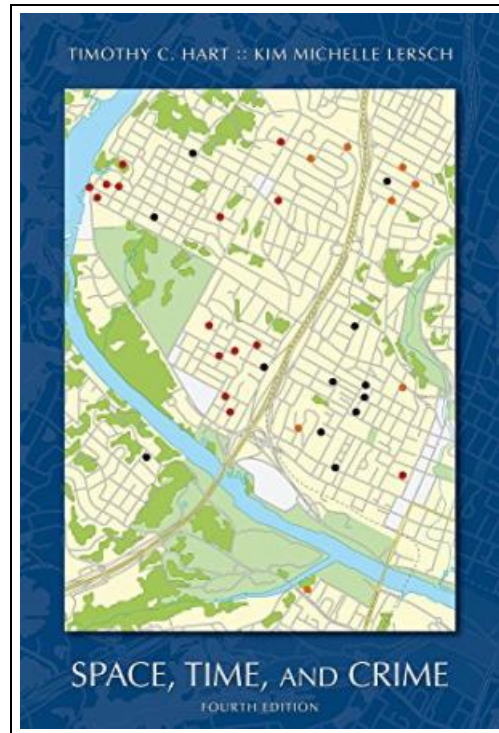 TIMOTHY C. HART :: KIM MICHELLE LERSCH
SPACE, TIME, AND CRIME
FOURTH EDITION